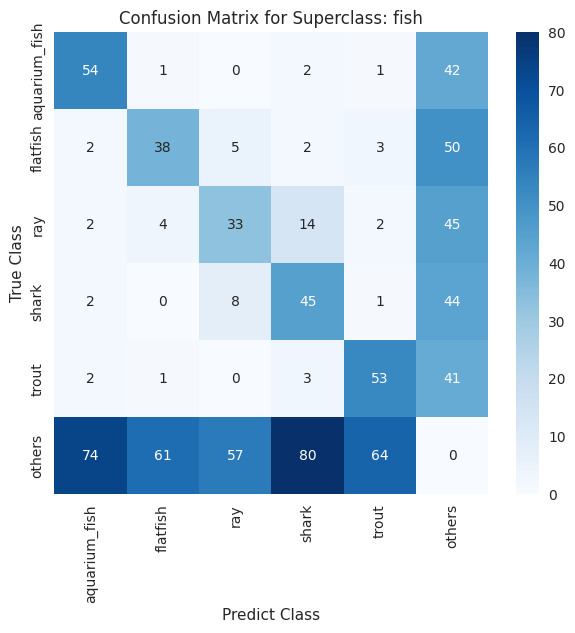 Confusion Matrix for Superclass: fish
True Class
aquarium_fish 54 1 0 2 1 42
flatfish 2 38 5 2 3 50
ray 2 4 33 14 2 45
shark 2 0 8 45 1 44
trout 2 1 0 3 53 41
others 74 61 57 80 64 0
aquarium_fish flatfish ray shark trout others
Predict Class
80
70
60
50
40
30
20
10
0